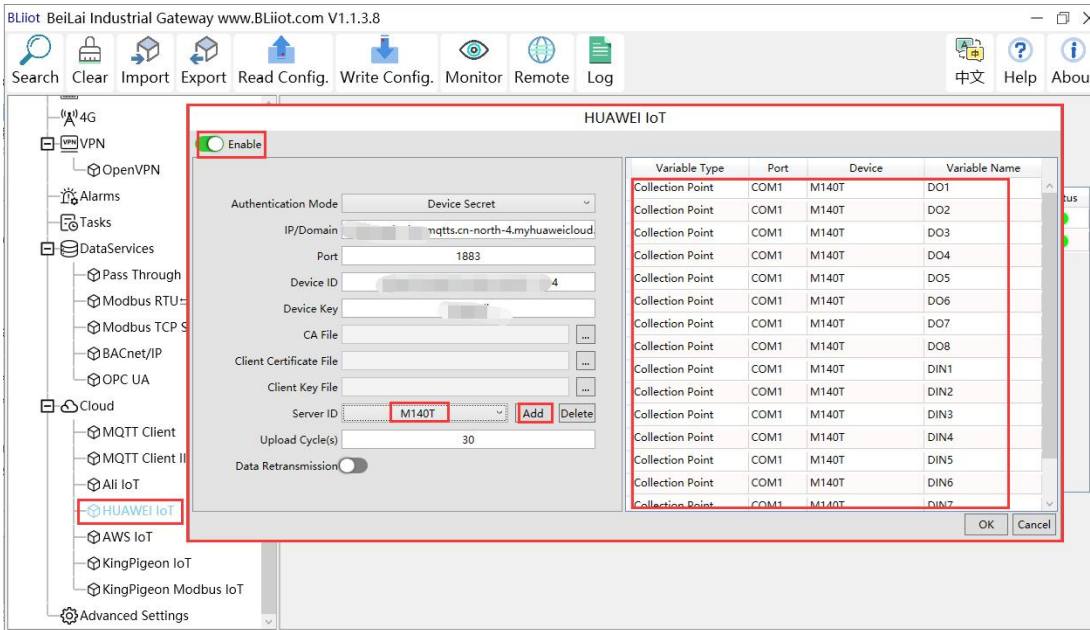 BLiiot BeiLai Industrial Gateway www.BLiiot.com V1.1.3.8
Search Clear Import Export Read Config. Write Config. Monitor Remote Log 中文 Help Abou
4G
VPN VPN
OpenVPN
Alarms
Tasks
DataServices
Pass Through
Modbus RTU
Modbus TCP S
BACnet/IP
OPC UA
Cloud
MQTT Client
MQTT Client II
Ali IoT
HUAWEI IoT
AWS IoT
KingPigeon IoT
KingPigeon Modbus IoT
Advanced Settings
HUAWEI IoT
Enable
Authentication Mode Device Secret
IP/Domain mqtts.cn-north-4.myhuaweicloud.
Port 1883
Device ID 4
Device Key
CA File ...
Client Certificate File ...
Client Key File ...
Server ID M140T Add Delete
Upload Cycle(s) 30
Data Retransmission
Variable Type Port Device Variable Name
Collection Point COM1 M140T DO1
Collection Point COM1 M140T DO2
Collection Point COM1 M140T DO3
Collection Point COM1 M140T DO4
Collection Point COM1 M140T DO5
Collection Point COM1 M140T DO6
Collection Point COM1 M140T DO7
Collection Point COM1 M140T DO8
Collection Point COM1 M140T DIN1
Collection Point COM1 M140T DIN2
Collection Point COM1 M140T DIN3
Collection Point COM1 M140T DIN4
Collection Point COM1 M140T DIN5
Collection Point COM1 M140T DIN6
Collection Point COM1 M140T DIN7
OK Cancel
tus